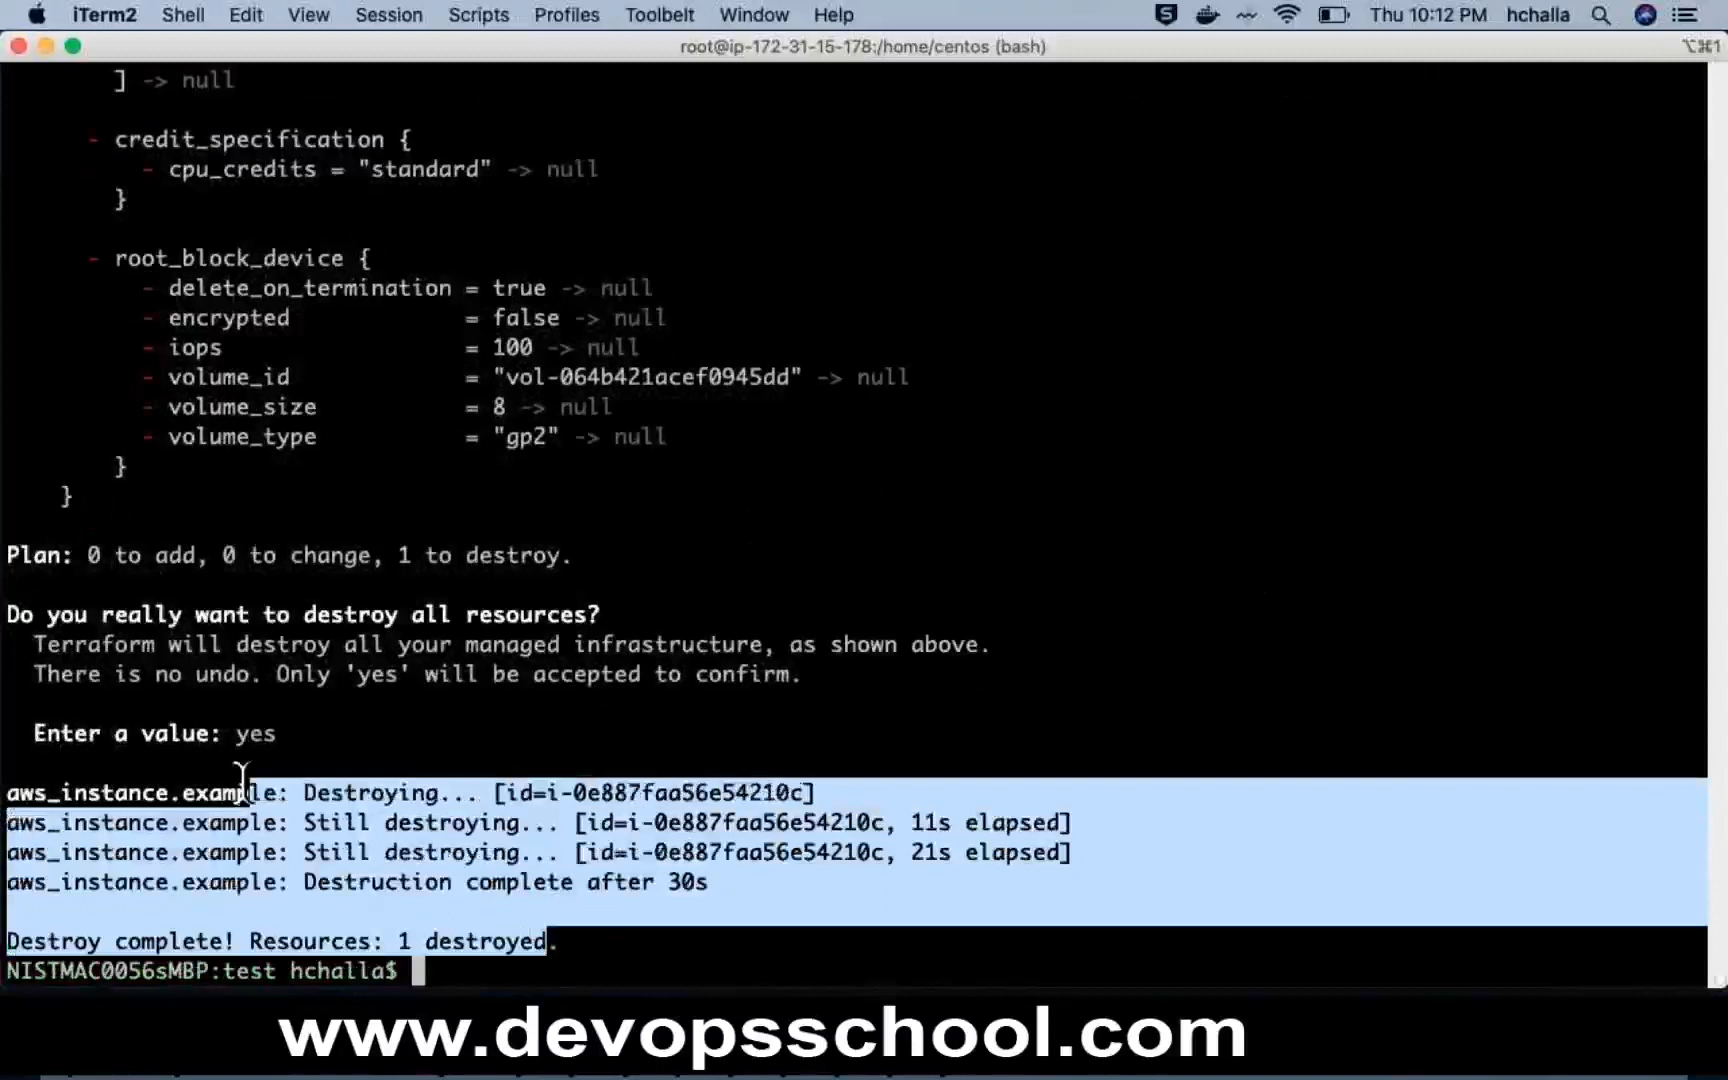 iTerm2 Shell Edit View Session Scripts Profiles Toolbelt Window Help Thu 10:12 PM hchalla
root@ip-172-31-15-178:/home/centos (bash) ⌥⌘1
] -> null
- credit_specification {
- cpu_credits = "standard" -> null
}
- root_block_device {
- delete_on_termination = true -> null
- encrypted = false -> null
- iops = 100 -> null
- volume_id = "vol-064b421acef0945dd" -> null
- volume_size = 8 -> null
- volume_type = "gp2" -> null
}
}
Plan: 0 to add, 0 to change, 1 to destroy.
Do you really want to destroy all resources?
Terraform will destroy all your managed infrastructure, as shown above.
There is no undo. Only 'yes' will be accepted to confirm.
Enter a value: yes
aws_instance.example: Destroying... [id=i-0e887faa56e54210c]
aws_instance.example: Still destroying... [id=i-0e887faa56e54210c, 11s elapsed]
aws_instance.example: Still destroying... [id=i-0e887faa56e54210c, 21s elapsed]
aws_instance.example: Destruction complete after 30s
Destroy complete! Resources: 1 destroyed.
NISTMAC0056sMBP:test hchalla$
www.devopsschool.com